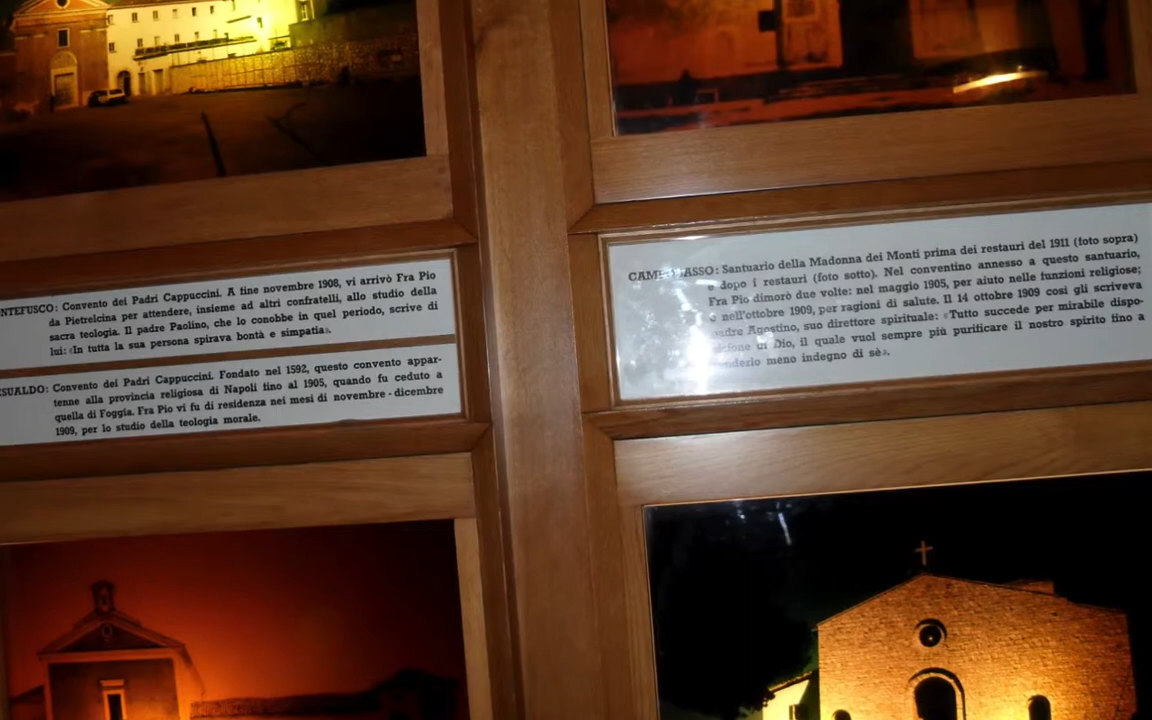 NTEFUSCO: Convento dei Padri Cappuccini. A fine novembre 1908, vi arrivò Fra Pio
da Pietrelcina per attendere, insieme ad altri confratelli, allo studio della
sacra teologia. Il padre Paolino, che lo conobbe in quel periodo, scrive di
lui: «In tutta la sua persona spirava bontà e simpatia».
ESUALDO: Convento dei Padri Cappuccini. Fondato nel 1592, questo convento appar-
tenne alla provincia religiosa di Napoli fino al 1905, quando fu ceduto a
quella di Foggia. Fra Pio vi fu di residenza nei mesi di novembre - dicembre
1909, per lo studio della teologia morale.
CAMP ASSO: Santuario della Madonna dei Monti prima dei restauri del 1911 (foto sopra)
e dopo i restauri (foto sotto). Nel conventino annesso a questo santuario,
Fra Pio dimorò due volte: nel maggio 1905, per aiuto nelle funzioni religiose;
e nell'ottobre 1909, per ragioni di salute. Il 14 ottobre 1909 così gli scriveva
padre Agostino, suo direttore spirituale: «Tutto succede per mirabile dispo-
sizione di Dio, il quale vuol sempre più purificare il nostro spirito fino a
renderlo meno indegno di sè».